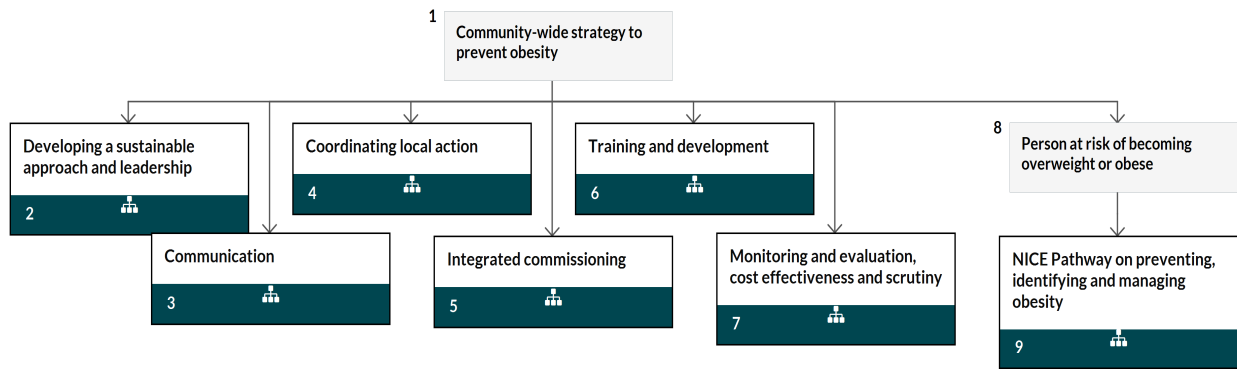 1
Community-wide strategy to
prevent obesity
Developing a sustainable
approach and leadership
2
Communication
3
Coordinating local action
4
Integrated commissioning
5
Training and development
6
Monitoring and evaluation,
cost effectiveness and scrutiny
7
8
Person at risk of becoming
overweight or obese
NICE Pathway on preventing,
identifying and managing
obesity
9